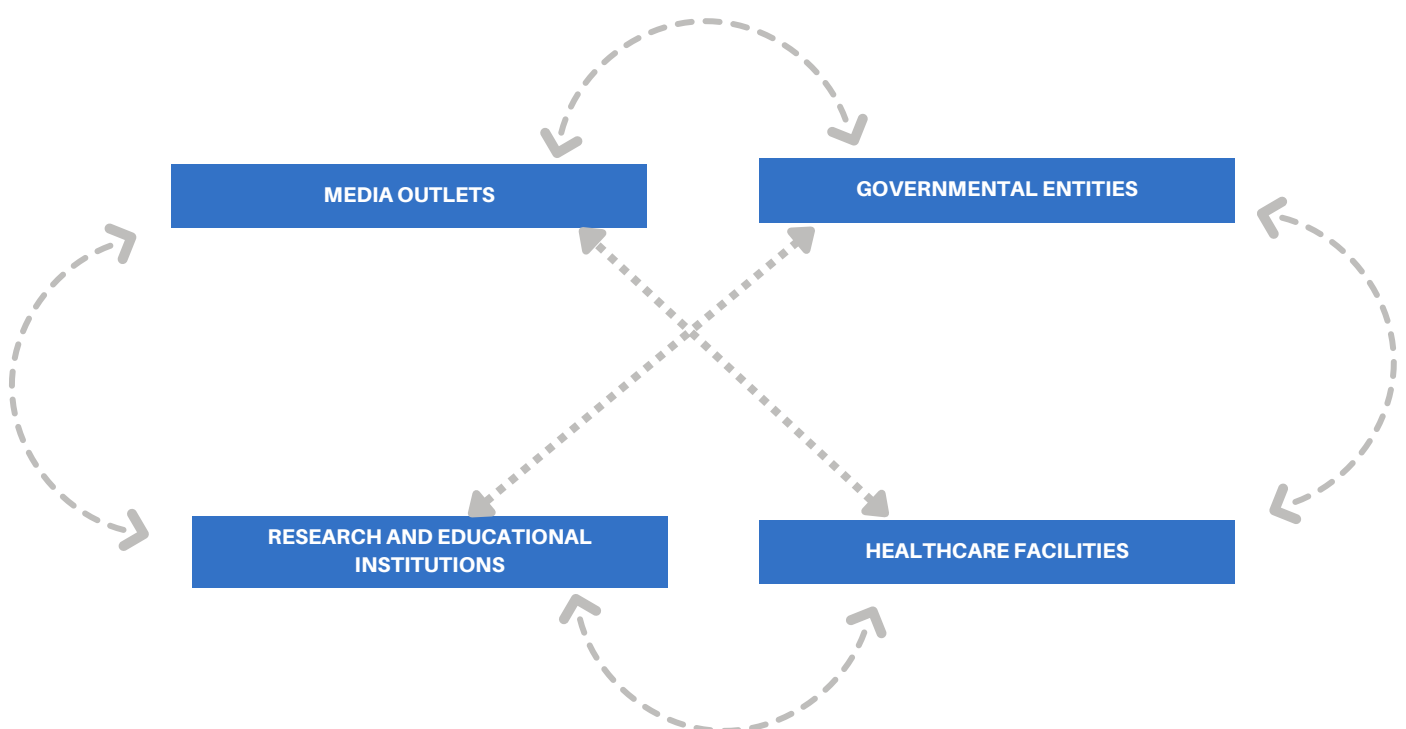 MEDIA OUTLETS
GOVERNMENTAL ENTITIES
RESEARCH AND EDUCATIONAL
INSTITUTIONS
HEALTHCARE FACILITIES